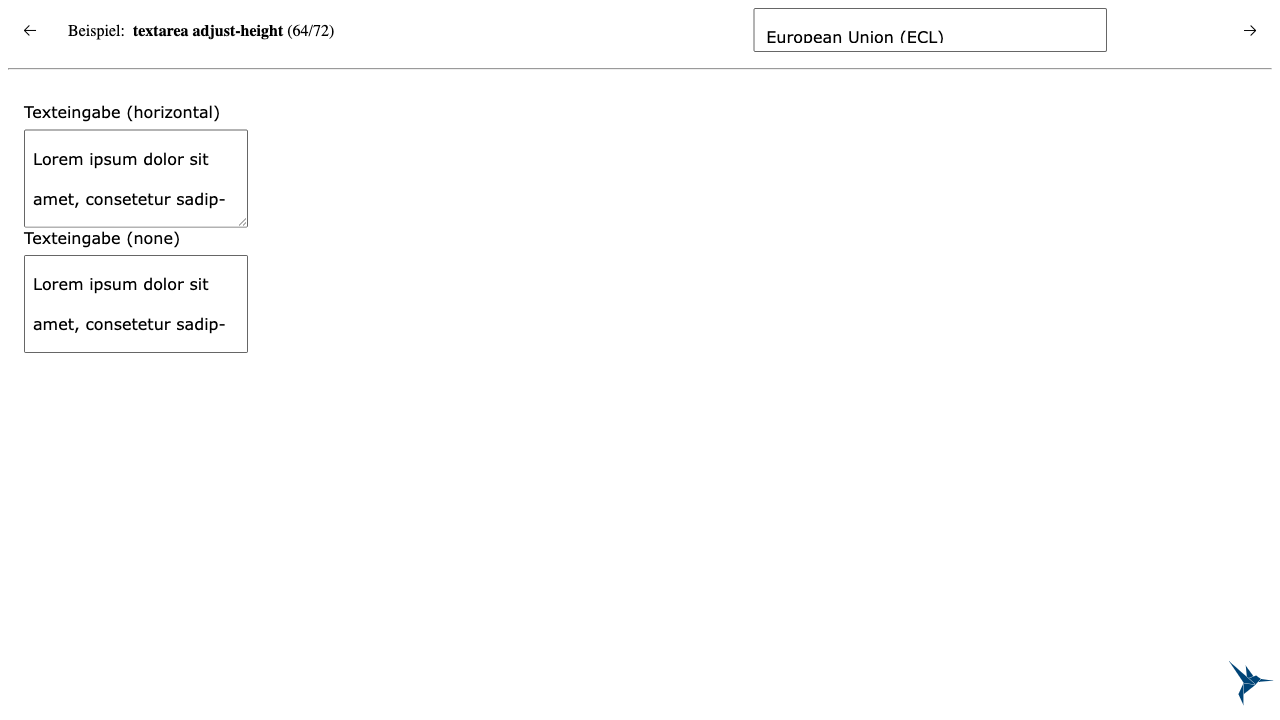 Beispiel: textarea adjust-height (64/72)
European Union (ECL)
Texteingabe (horizontal)
Lorem ipsum dolor sit
amet, consetetur sadip-
Texteingabe (none)
Lorem ipsum dolor sit
amet, consetetur sadip-